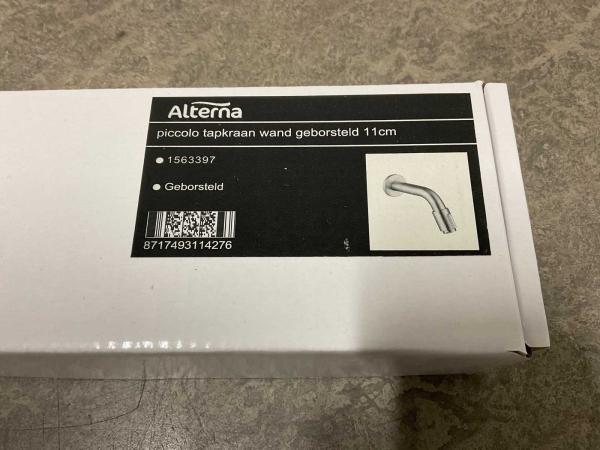 Alterna
piccolo tapkraan wand geborsteld 11cm
1563397
Geborsteld
8717493114276